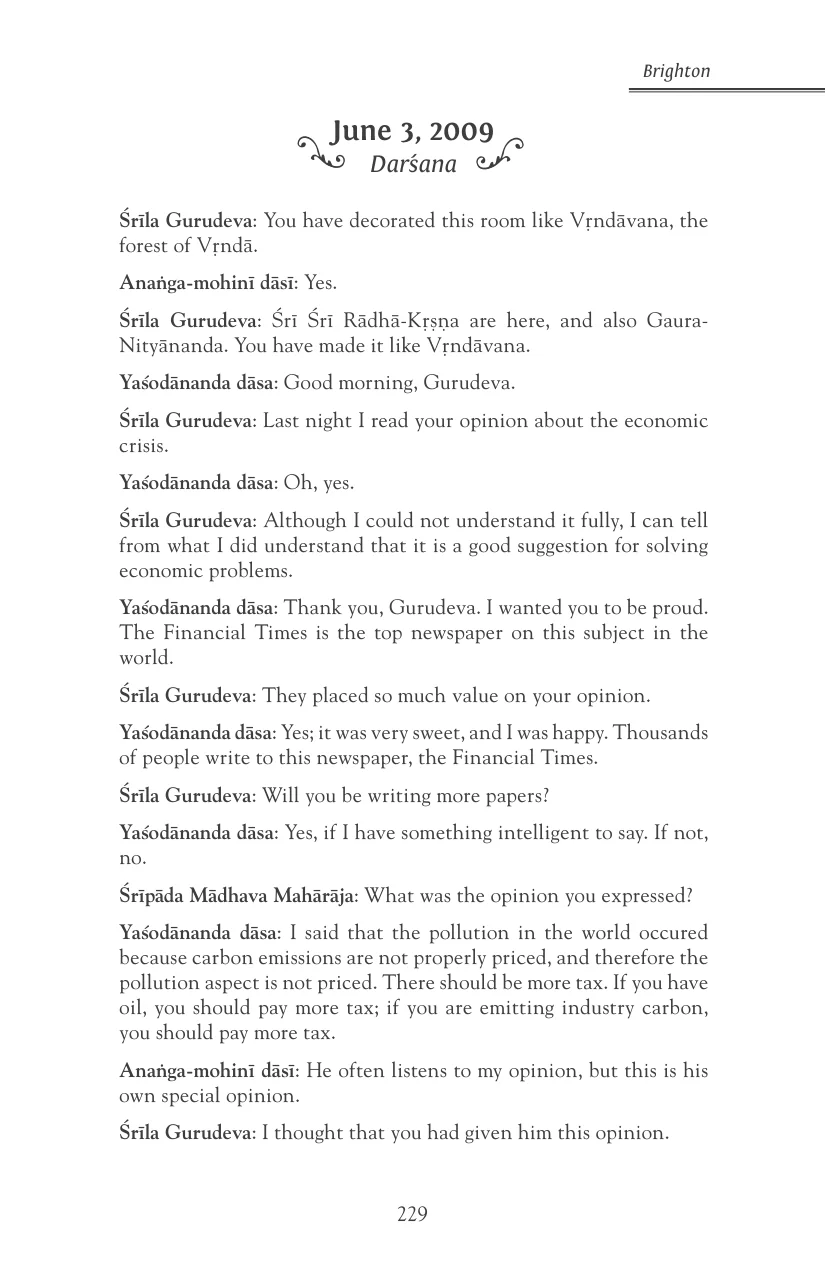 Brighton
June 3, 2009
Darśana
Śrīla Gurudeva: You have decorated this room like Vṛndāvana, the
forest of Vṛndā.
Anaṅga-mohinī dāsī: Yes.
Śrīla Gurudeva: Śrī Śrī Rādhā-Kṛṣṇa are here, and also Gaura-
Nityānanda. You have made it like Vṛndāvana.
Yaśodānanda dāsa: Good morning, Gurudeva.
Śrīla Gurudeva: Last night I read your opinion about the economic
crisis.
Yaśodānanda dāsa: Oh, yes.
Śrīla Gurudeva: Although I could not understand it fully, I can tell
from what I did understand that it is a good suggestion for solving
economic problems.
Yaśodānanda dāsa: Thank you, Gurudeva. I wanted you to be proud.
The Financial Times is the top newspaper on this subject in the
world.
Śrīla Gurudeva: They placed so much value on your opinion.
Yaśodānanda dāsa: Yes; it was very sweet, and I was happy. Thousands
of people write to this newspaper, the Financial Times.
Śrīla Gurudeva: Will you be writing more papers?
Yaśodānanda dāsa: Yes, if I have something intelligent to say. If not,
no.
Śrīpāda Mādhava Mahārāja: What was the opinion you expressed?
Yaśodānanda dāsa: I said that the pollution in the world occured
because carbon emissions are not properly priced, and therefore the
pollution aspect is not priced. There should be more tax. If you have
oil, you should pay more tax; if you are emitting industry carbon,
you should pay more tax.
Anaṅga-mohinī dāsī: He often listens to my opinion, but this is his
own special opinion.
Śrīla Gurudeva: I thought that you had given him this opinion.
229